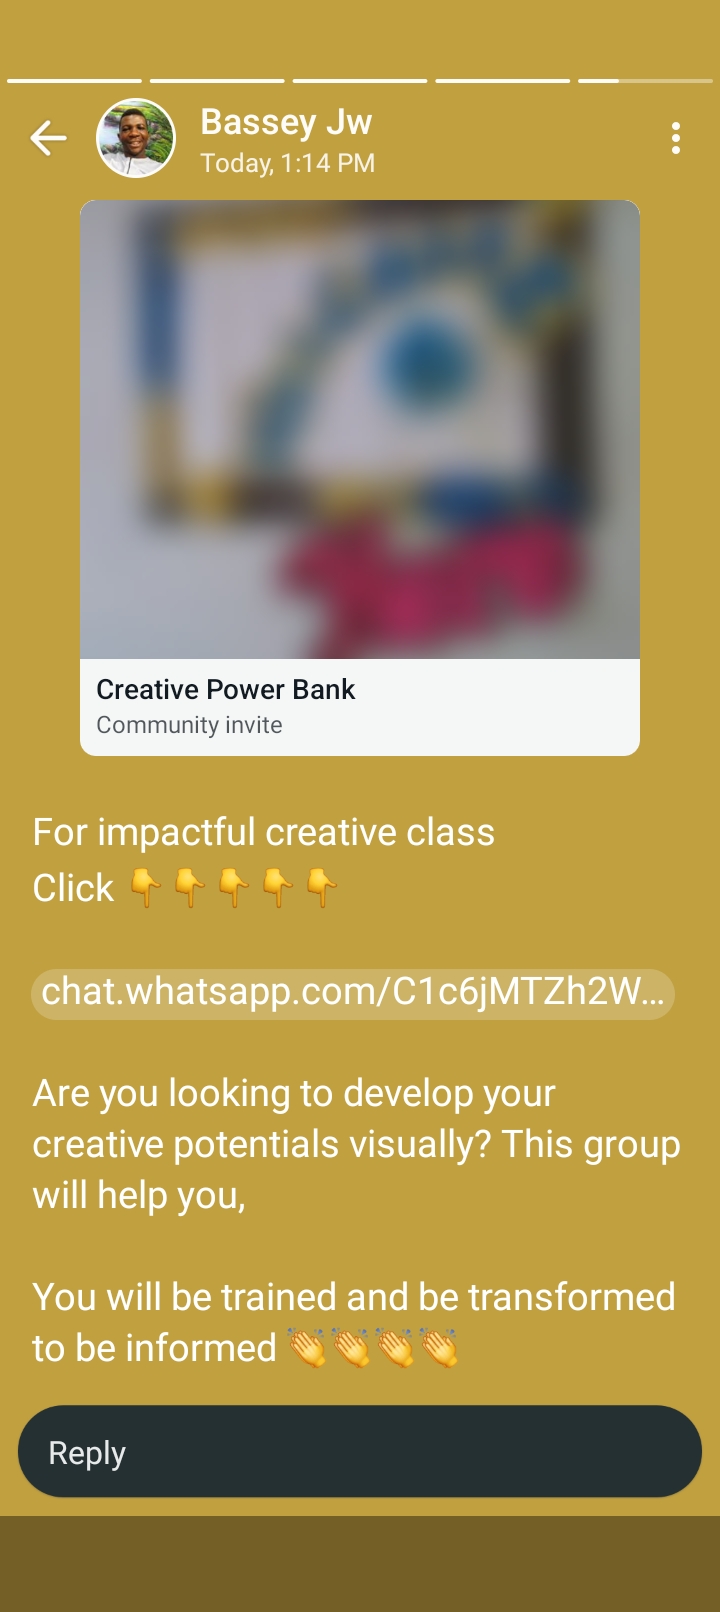 Bassey Jw
Today, 1:14 PM
Creative Power Bank
Community invite
For impactful creative class
Click 👇👇👇👇👇
chat.whatsapp.com/C1c6jMTZh2W...
Are you looking to develop your
creative potentials visually? This group
will help you,
You will be trained and be transformed
to be informed 👏👏👏👏
Reply